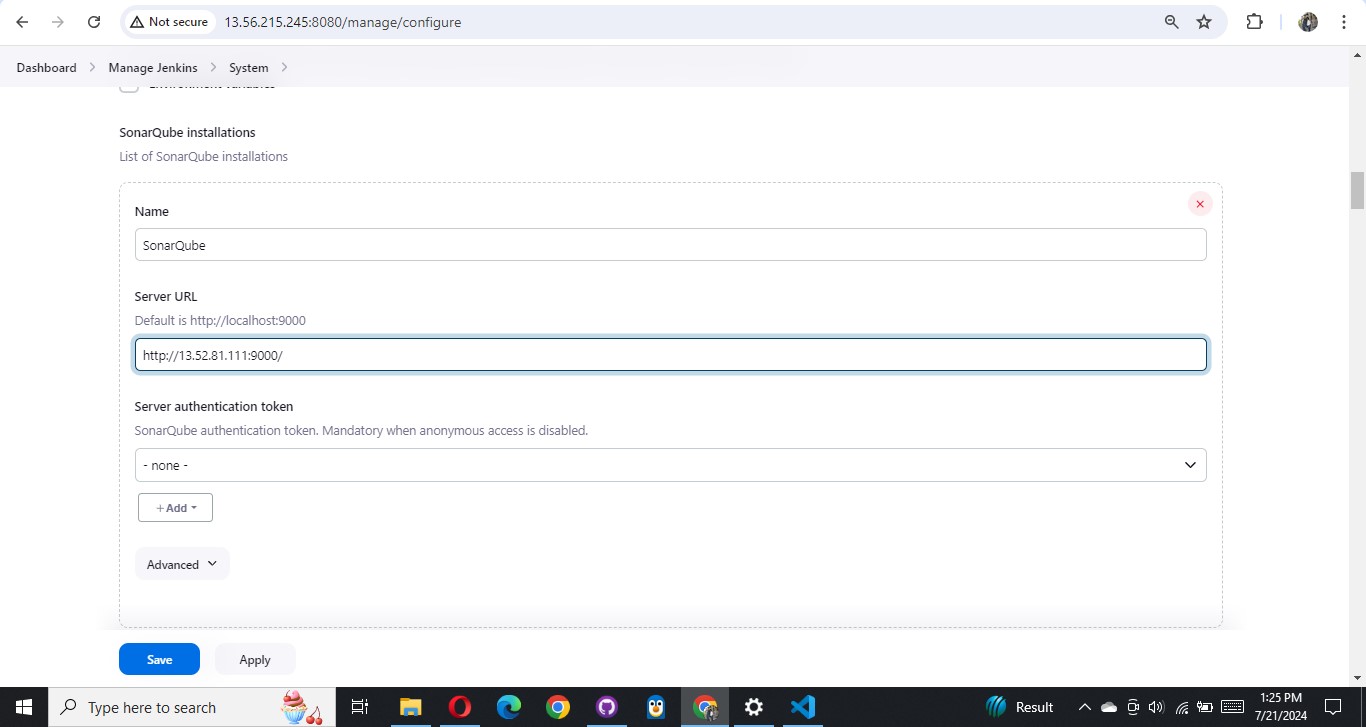 Not secure 13.56.215.245:8080/manage/configure
Dashboard Manage Jenkins System
Environment variables
SonarQube installations
List of SonarQube installations
Name
SonarQube
Server URL
Default is http://localhost:9000
http://13.52.81.111:9000/
Server authentication token
SonarQube authentication token. Mandatory when anonymous access is disabled.
- none -
+ Add
Advanced
Save Apply
Type here to search Result 1:25 PM
7/21/2024